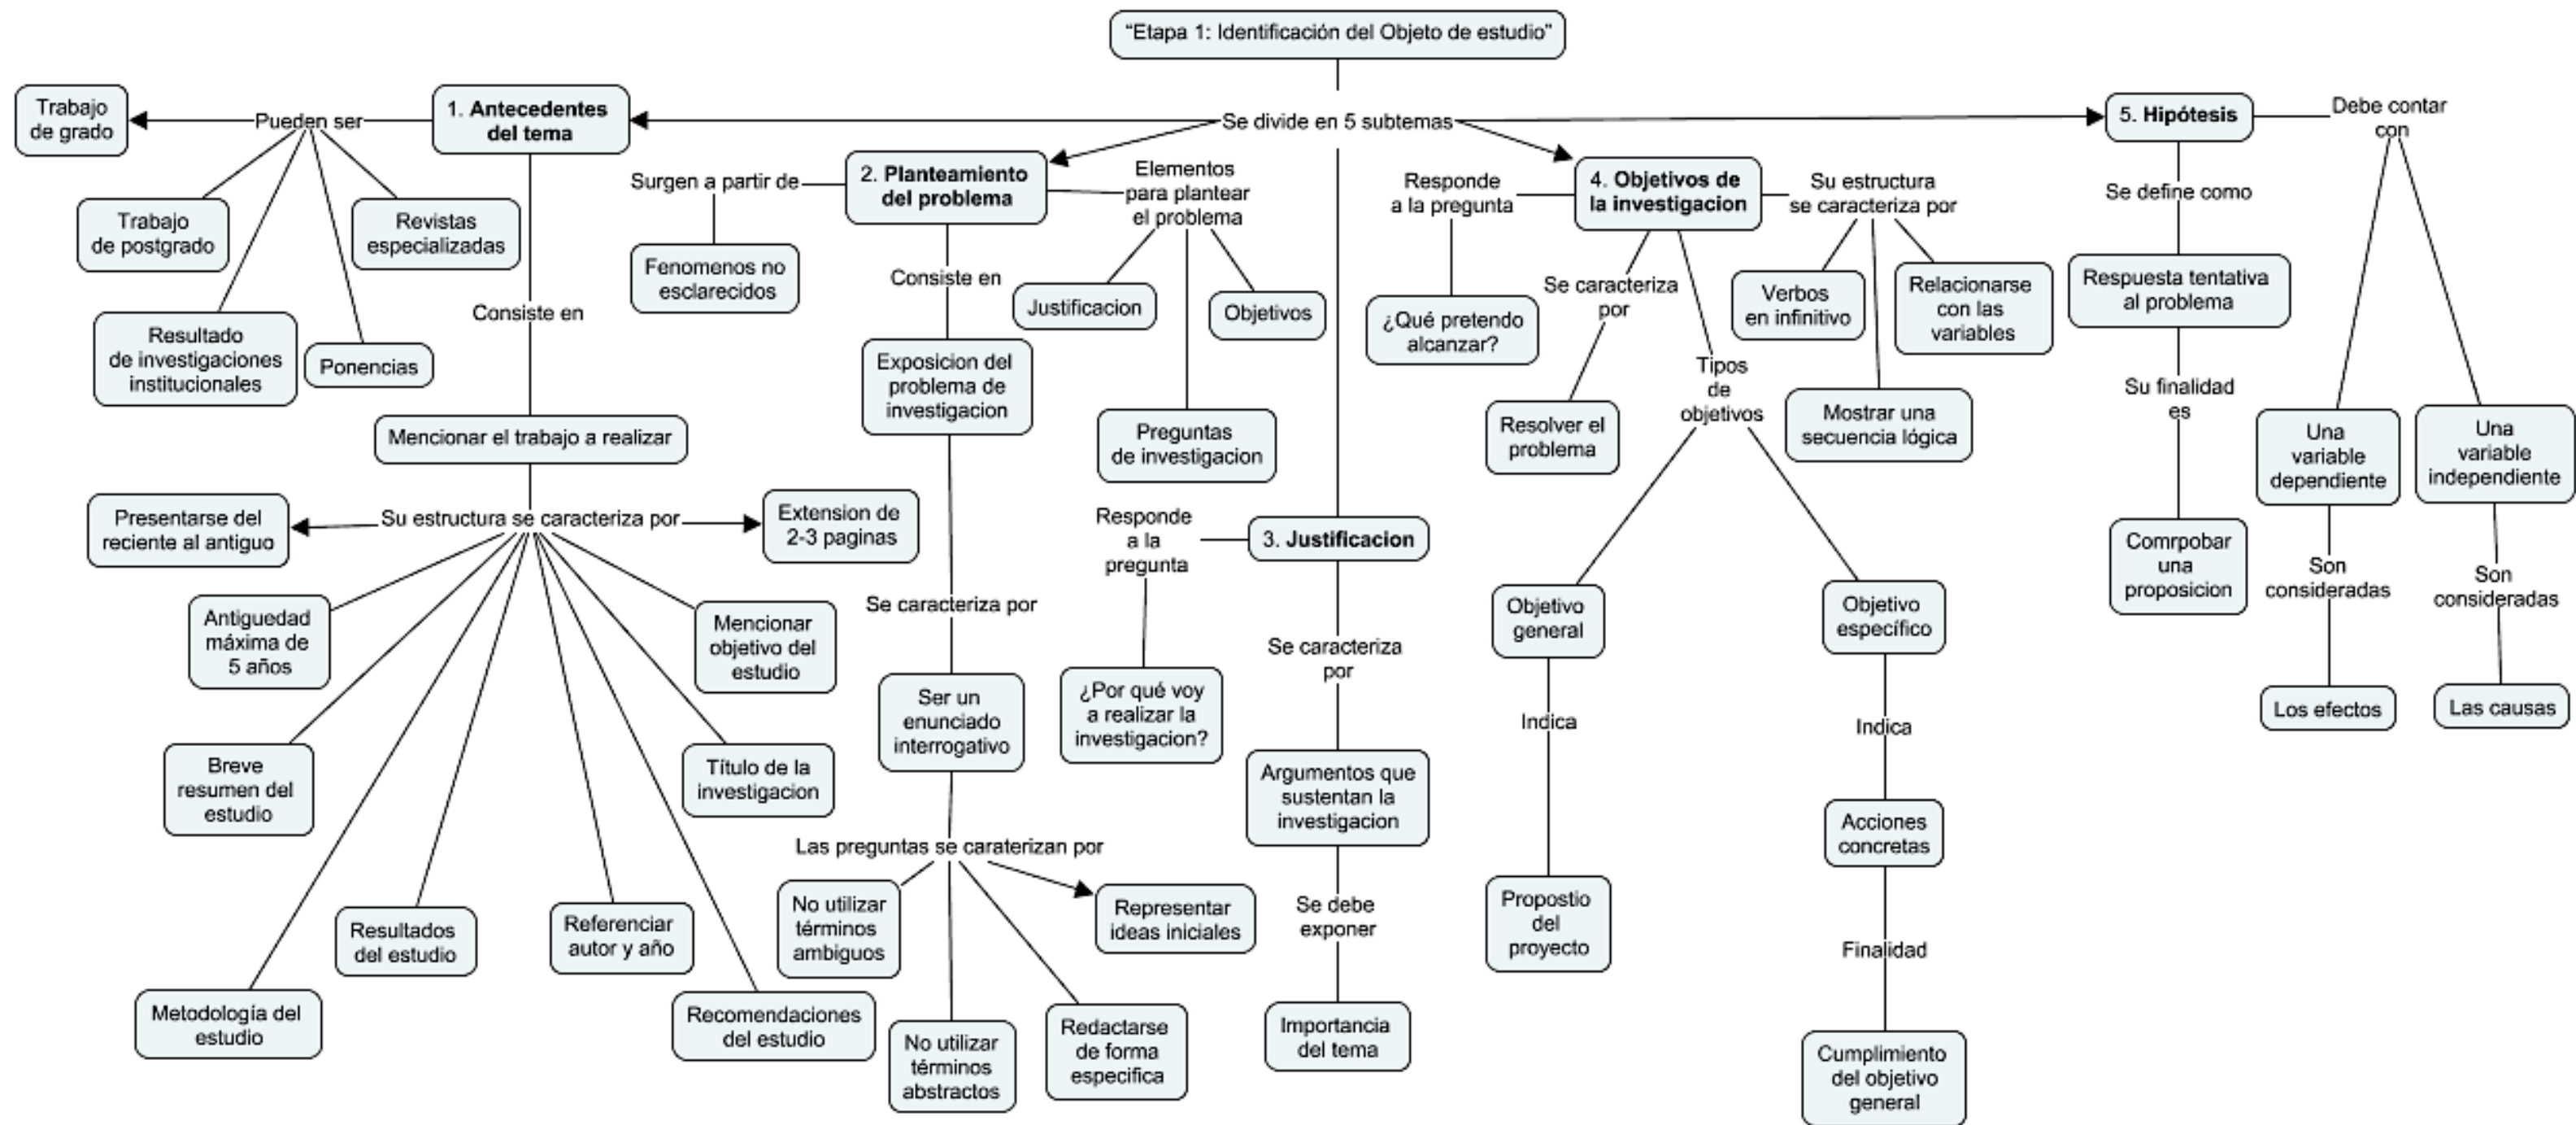 “Etapa 1: Identificación del Objeto de estudio”
Se divide en 5 subtemas
1. Antecedentes
del tema
Pueden ser
Trabajo
de grado
Trabajo
de postgrado
Resultado
de investigaciones
institucionales
Ponencias
Revistas
especializadas
Consiste en
Mencionar el trabajo a realizar
Su estructura se caracteriza por
Presentarse del
reciente al antiguo
Extension de
2-3 paginas
Antiguedad
máxima de
5 años
Breve
resumen del
estudio
Metodología del
estudio
Resultados
del estudio
Referenciar
autor y año
Recomendaciones
del estudio
Título de la
investigacion
Mencionar
objetivo del
estudio
2. Planteamiento
del problema
Surgen a partir de
Fenomenos no
esclarecidos
Consiste en
Exposicion del
problema de
investigacion
Se caracteriza por
Ser un
enunciado
interrogativo
Las preguntas se caraterizan por
No utilizar
términos
ambiguos
No utilizar
términos
abstractos
Redactarse
de forma
especifica
Representar
ideas iniciales
Elementos
para plantear
el problema
Justificacion
Preguntas
de investigacion
Objetivos
3. Justificacion
Responde
a la
pregunta
¿Por qué voy
a realizar la
investigacion?
Se caracteriza
por
Argumentos que
sustentan la
investigacion
Se debe
exponer
Importancia
del tema
4. Objetivos de
la investigacion
Responde
a la pregunta
¿Qué pretendo
alcanzar?
Se caracteriza
por
Resolver el
problema
Tipos
de
objetivos
Objetivo
general
Indica
Propostio
del
proyecto
Objetivo
específico
Indica
Acciones
concretas
Finalidad
Cumplimiento
del objetivo
general
Su estructura
se caracteriza por
Verbos
en infinitivo
Mostrar una
secuencia lógica
Relacionarse
con las
variables
5. Hipótesis
Se define como
Respuesta tentativa
al problema
Su finalidad
es
Comrpobar
una
proposicion
Debe contar
con
Una
variable
dependiente
Son
consideradas
Los efectos
Una
variable
independiente
Son
consideradas
Las causas